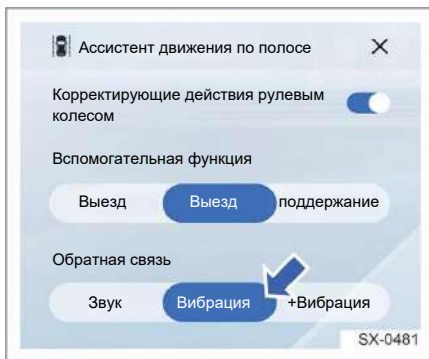 Ассистент движения по полосе
Корректирующие действия рулевым
колесом
Вспомогательная функция
Выезд Выезд поддержание
Обратная связь
Звук Вибрация +Вибрация
SX-0481